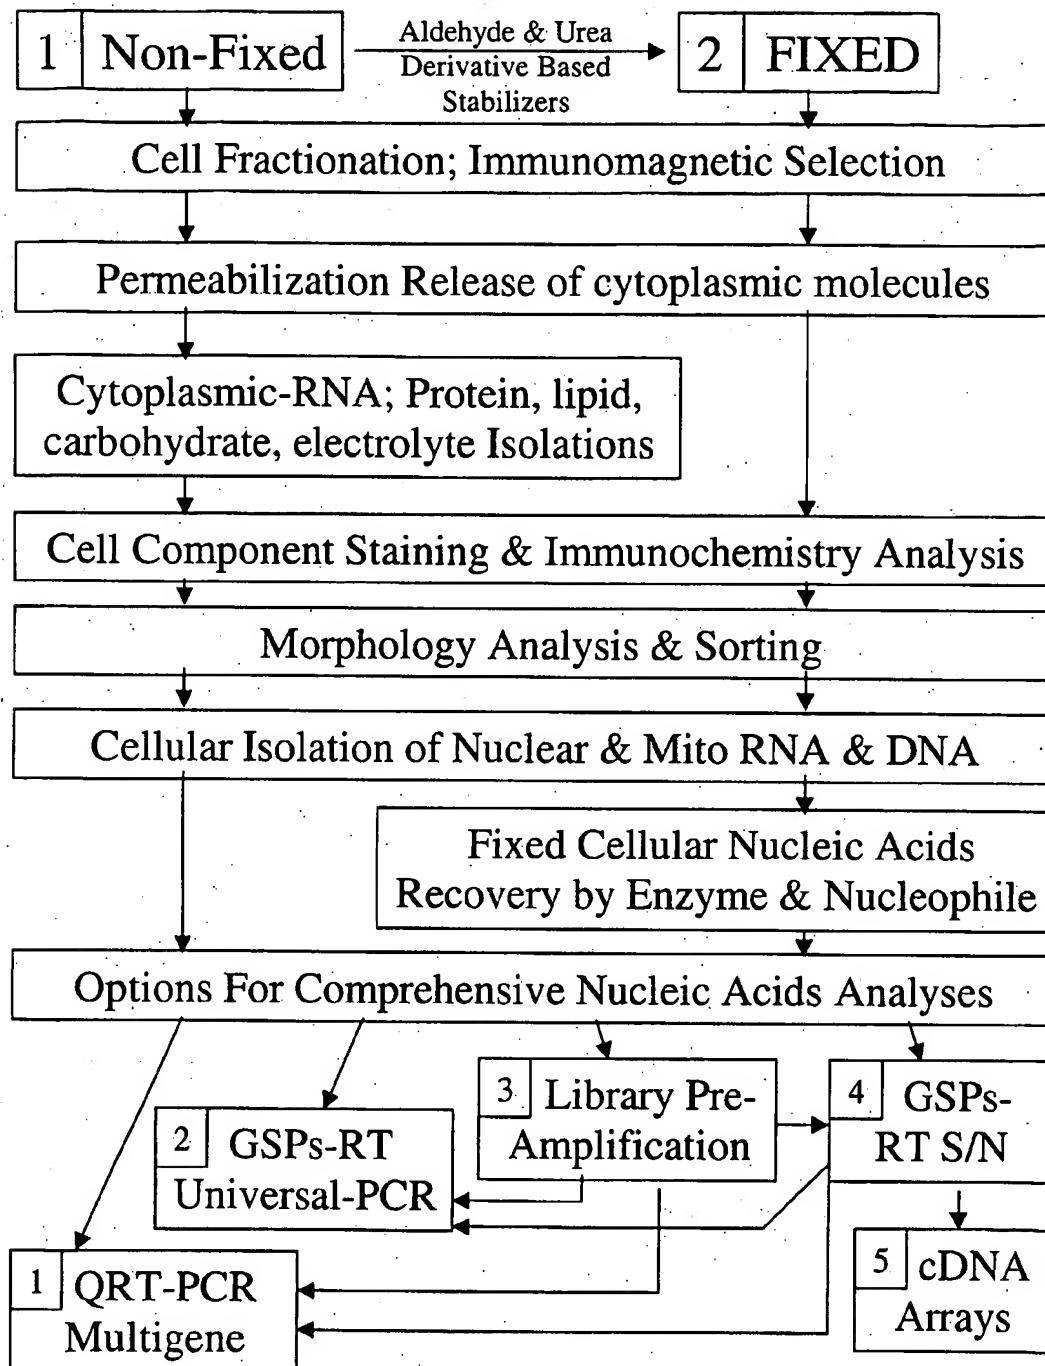 1 Non-Fixed
Aldehyde & Urea
Derivative Based
Stabilizers
2 FIXED
Cell Fractionation; Immunomagnetic Selection
Permeabilization Release of cytoplasmic molecules
Cytoplasmic-RNA; Protein, lipid,
carbohydrate, electrolyte Isolations
Cell Component Staining & Immunochemistry Analysis
Morphology Analysis & Sorting
Cellular Isolation of Nuclear & Mito RNA & DNA
Fixed Cellular Nucleic Acids
Recovery by Enzyme & Nucleophile
Options For Comprehensive Nucleic Acids Analyses
3 Library Pre-
Amplification
4 GSPs-
RT S/N
2 GSPs-RT
Universal-PCR
1 QRT-PCR
Multigene
5 cDNA
Arrays